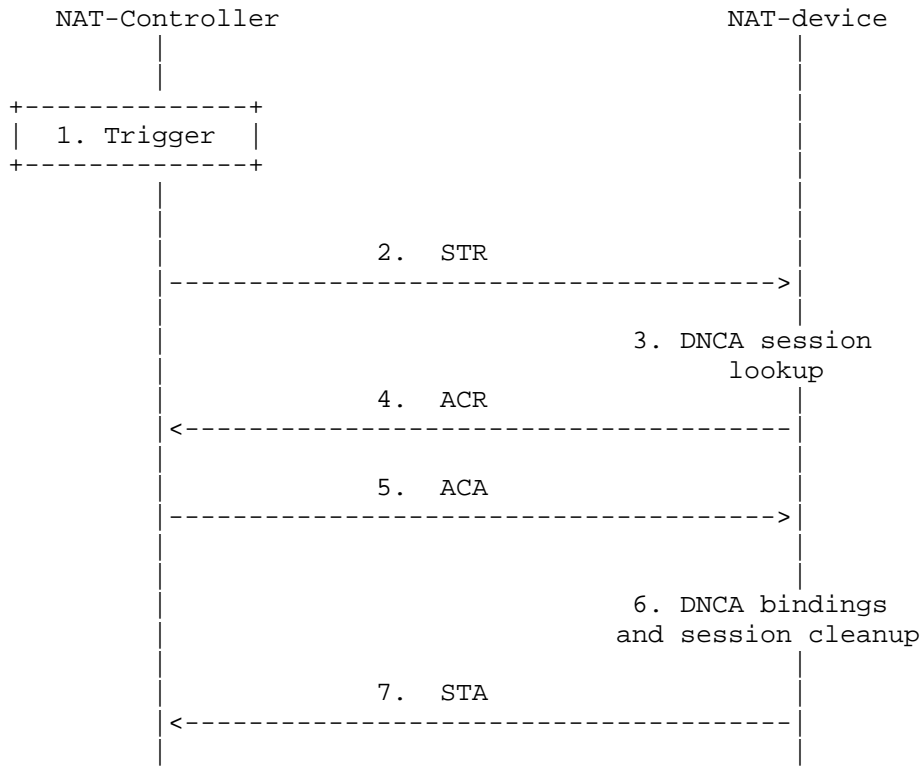 NAT-Controller NAT-device
1. Trigger
2. STR
3. DNCA session
lookup
4. ACR
5. ACA
6. DNCA bindings
and session cleanup
7. STA